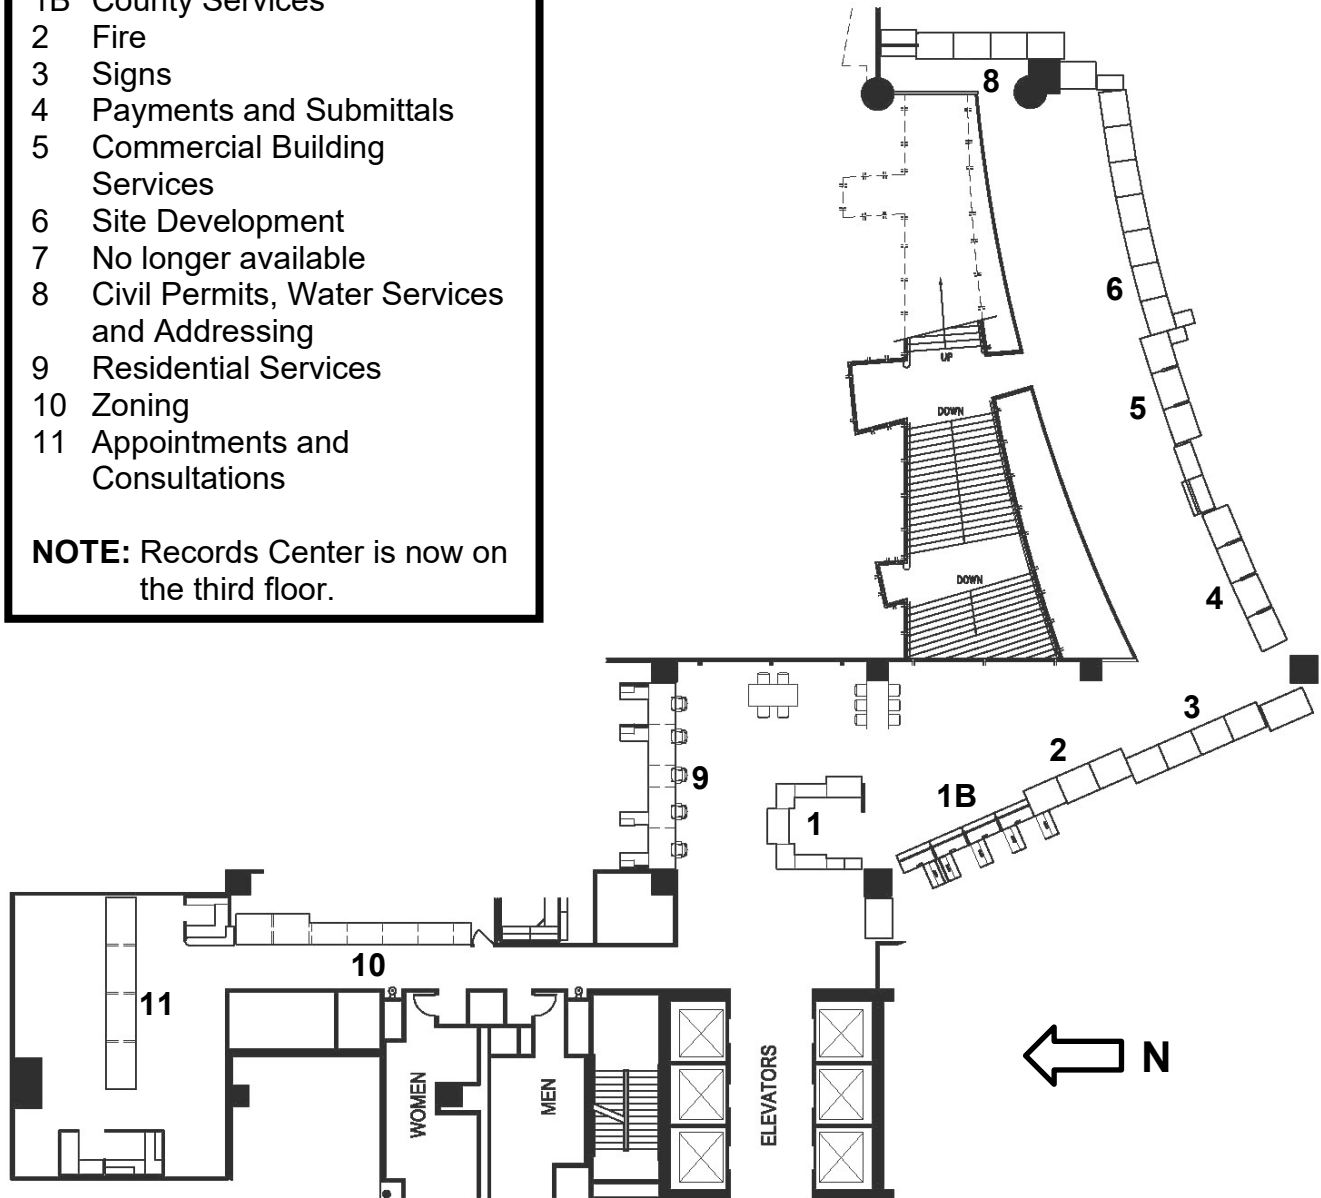 1B County Services
2 Fire
3 Signs
4 Payments and Submittals
5 Commercial Building
Services
6 Site Development
7 No longer available
8 Civil Permits, Water Services
and Addressing
9 Residential Services
10 Zoning
11 Appointments and
Consultations
NOTE: Records Center is now on
the third floor.
8
6
UP
5
DOWN
DOWN
4
3
2
9
1B
1
10
11
N
WOMEN
MEN
ELEVATORS